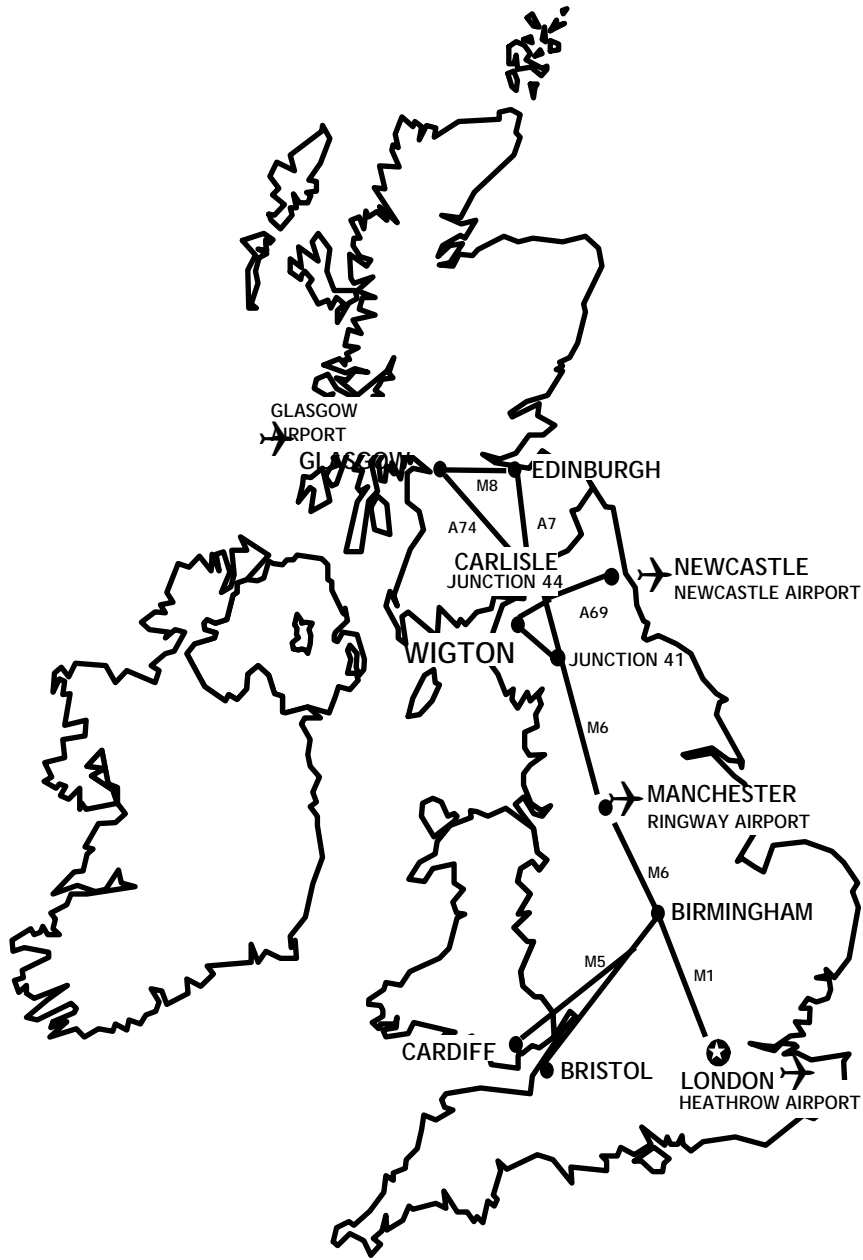 GLASGOW
AIRPORT
GLASGOW
EDINBURGH
M8
A74
A7
CARLISLE
JUNCTION 44
NEWCASTLE
NEWCASTLE AIRPORT
A69
WIGTON
JUNCTION 41
M6
MANCHESTER
RINGWAY AIRPORT
M6
BIRMINGHAM
M5
M1
CARDIFF
BRISTOL
LONDON
HEATHROW AIRPORT